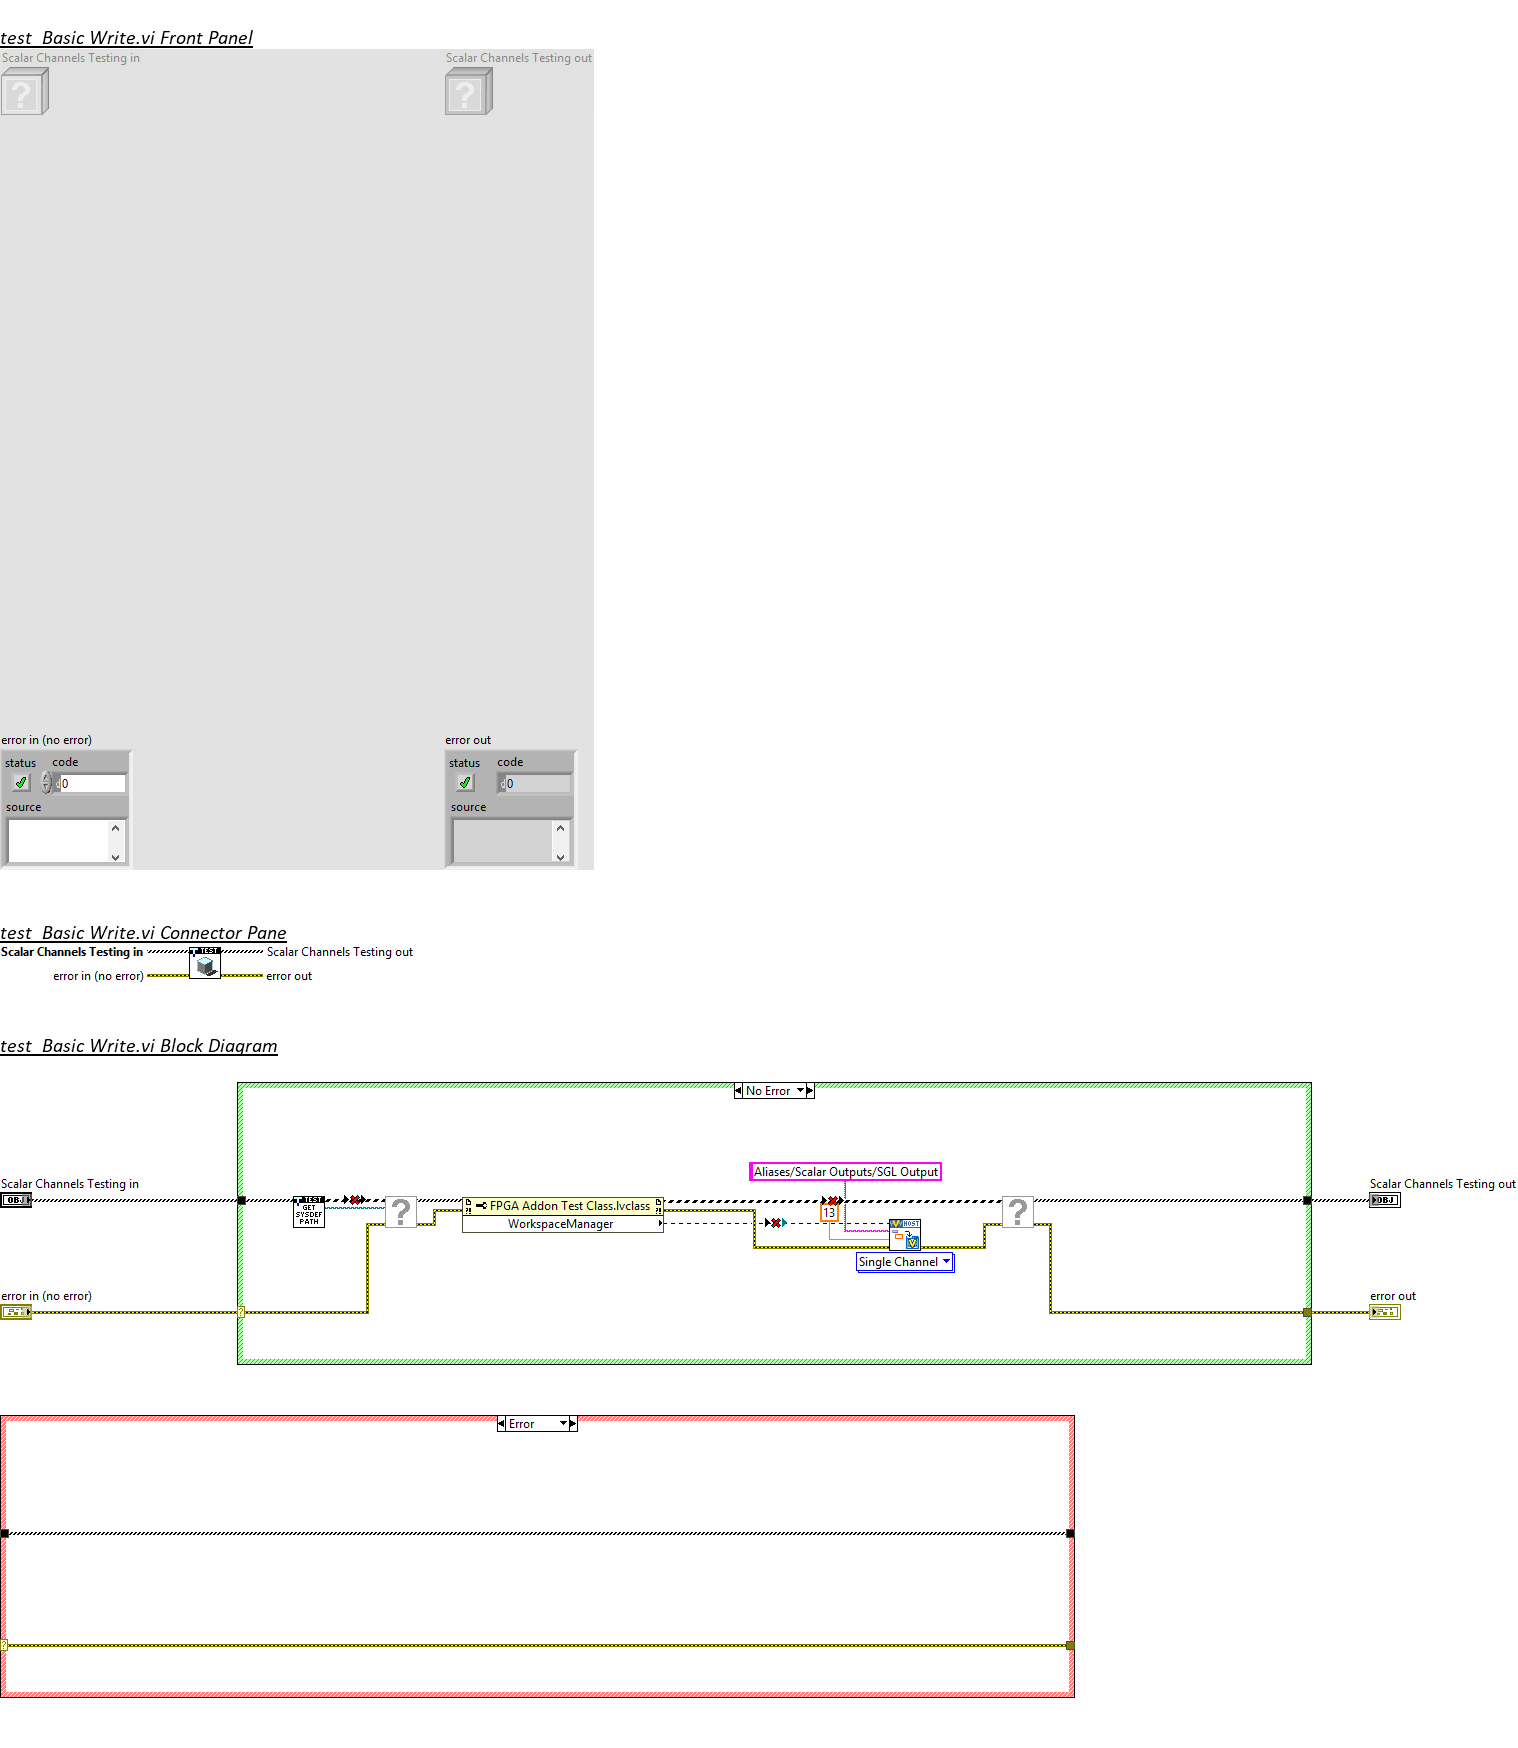 test_Basic Write.vi Front Panel
Scalar Channels Testing in
Scalar Channels Testing out
?
?
error in (no error)
error out
status code
status code
d 0
d 0
source
source
test_Basic Write.vi Connector Pane
Scalar Channels Testing in
Scalar Channels Testing out
TEST
error in (no error)
error out
test_Basic Write.vi Block Diagram
No Error
Aliases/Scalar Outputs/SGL Output
Scalar Channels Testing in
Scalar Channels Testing out
OBJ
TEST
GET
SYSDEF
PATH
?
FPGA Addon Test Class.lvclass
WorkspaceManager
13
HOST
Single Channel
?
OBJ
error in (no error)
error out
?
Error
?